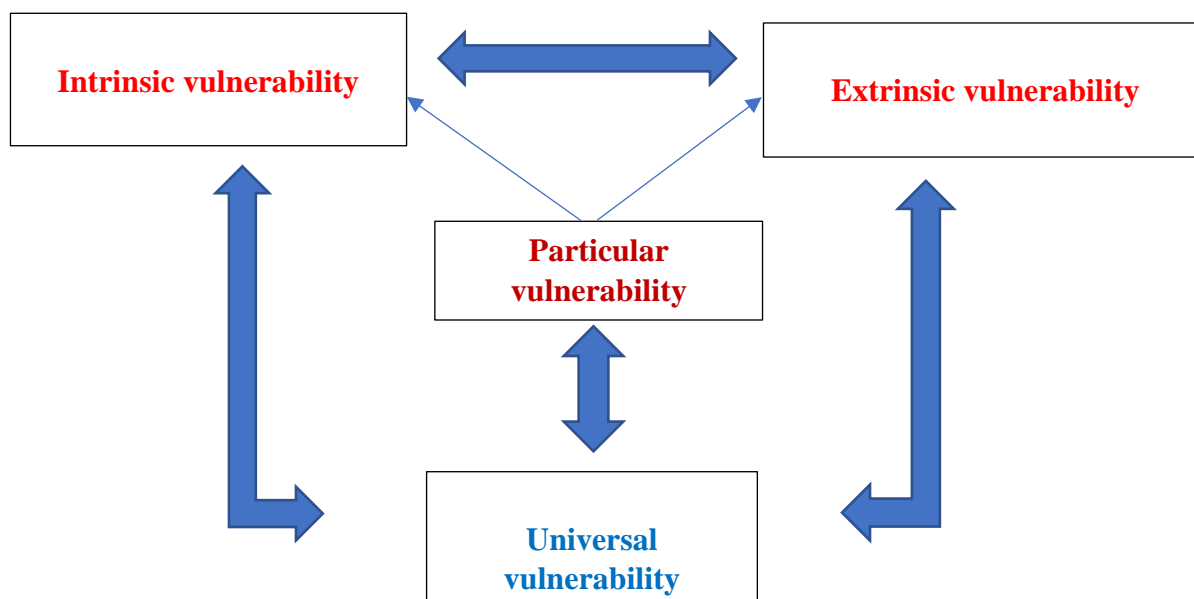 Intrinsic vulnerability
Extrinsic vulnerability
Particular
vulnerability
Universal
vulnerability